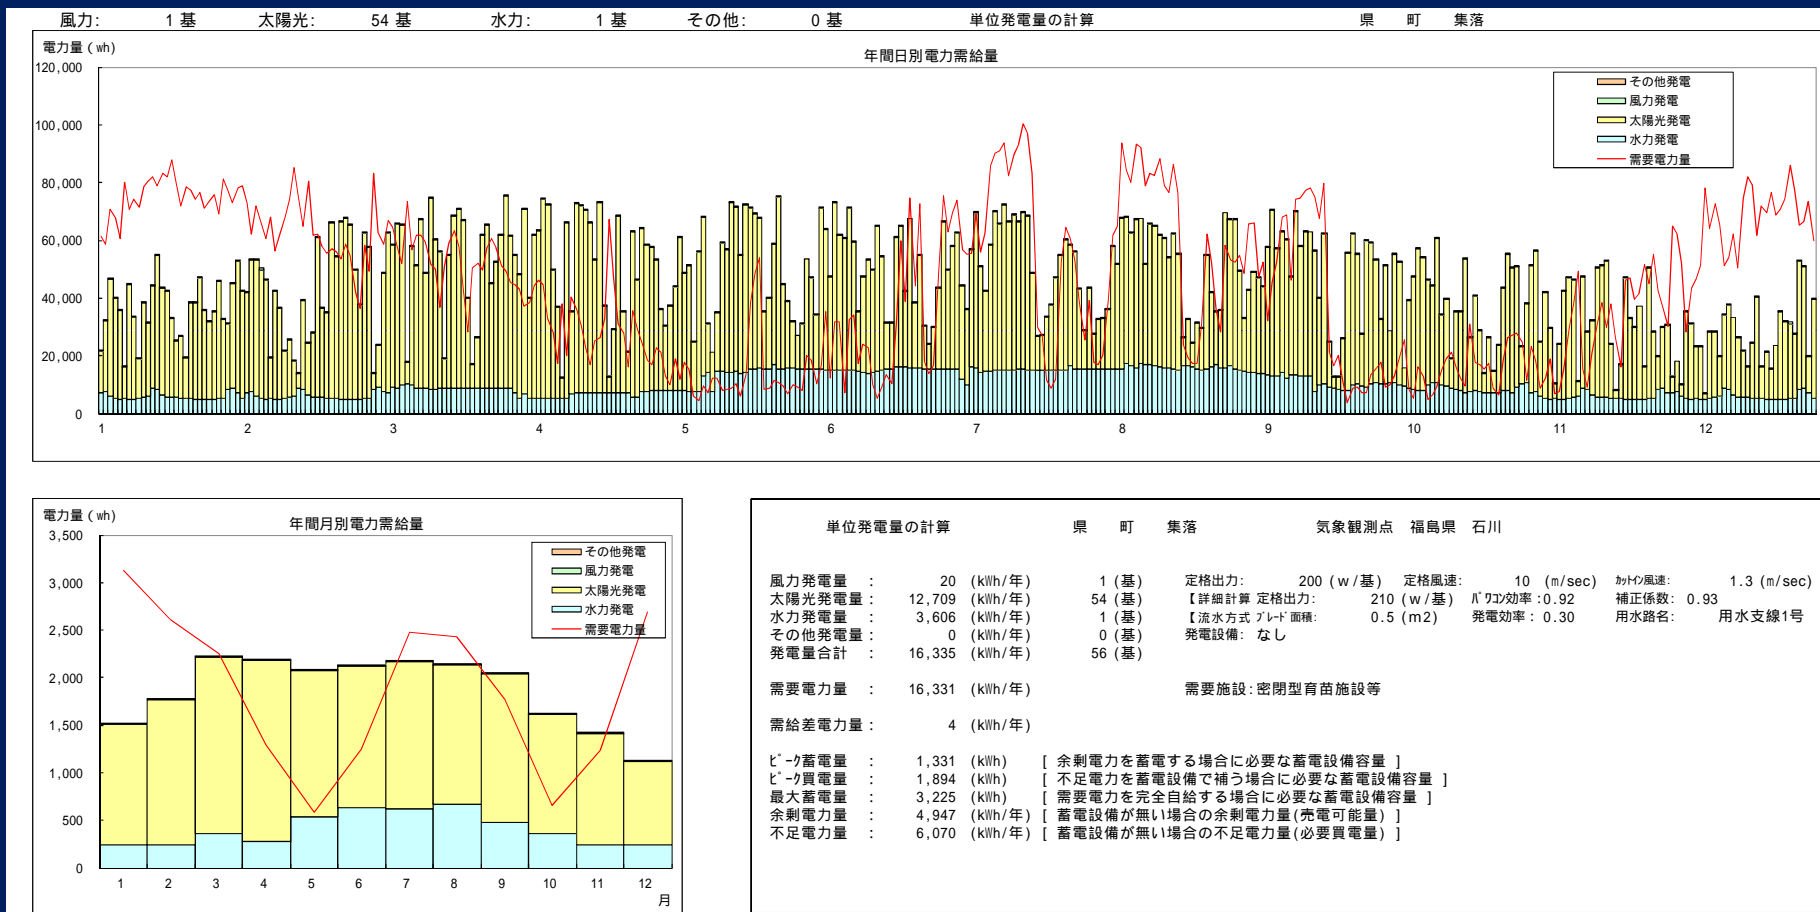 風力: 1 基 太陽光: 54 基 水力: 1 基 その他: 0 基 単位発電量の計算 県 町 集落
電力量(wh)
年間日別電力需給量
120,000
100,000
80,000
60,000
40,000
20,000
0
その他発電
風力発電
太陽光発電
水力発電
需要電力量
1 2 3 4 5 6 7 8 9 10 11 12
電力量(wh)
年間月別電力需給量
3,500
3,000
2,500
2,000
1,500
1,000
500
0
その他発電
風力発電
太陽光発電
水力発電
需要電力量
1 2 3 4 5 6 7 8 9 10 11 12
月
単位発電量の計算 県 町 集落 気象観測点 福島県 石川
風力発電量 : 20 (kWh/年) 1 (基) 定格出力: 200 (w/基) 定格風速: 10 (m/sec) ｶｯﾄｲﾝ風速: 1.3 (m/sec)
太陽光発電量: 12,709 (kWh/年) 54 (基) 【詳細計算 定格出力: 210 (w/基) ﾊﾟﾜｺﾝ効率:0.92 補正係数: 0.93
水力発電量 : 3,606 (kWh/年) 1 (基) 【流水方式 ﾌﾞﾚｰﾄﾞ面積: 0.5 (m2) 発電効率: 0.30 用水路名: 用水支線1号
その他発電量: 0 (kWh/年) 0 (基) 発電設備: なし
発電量合計 : 16,335 (kWh/年) 56 (基)
需要電力量 : 16,331 (kWh/年) 需要施設:密閉型育苗施設等
需給差電力量: 4 (kWh/年)
ﾋﾟｰｸ蓄電量 : 1,331 (kWh) [ 余剰電力を蓄電する場合に必要な蓄電設備容量 ]
ﾋﾟｰｸ買電量 : 1,894 (kWh) [ 不足電力を蓄電設備で補う場合に必要な蓄電設備容量 ]
最大蓄電量 : 3,225 (kWh) [ 需要電力を完全自給する場合に必要な蓄電設備容量 ]
余剰電力量 : 4,947 (kWh/年) [ 蓄電設備が無い場合の余剰電力量(売電可能量) ]
不足電力量 : 6,070 (kWh/年) [ 蓄電設備が無い場合の不足電力量(必要買電量) ]